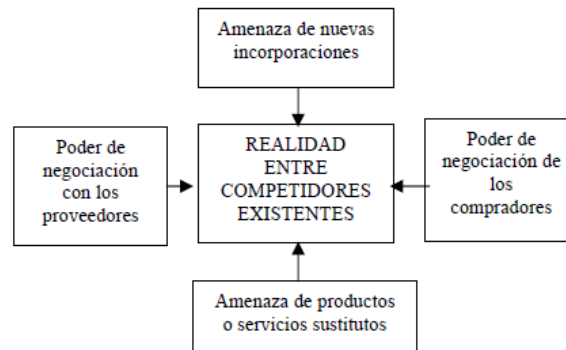 Amenaza de nuevas
incorporaciones
Poder de
negociación
con los
proveedores
REALIDAD
ENTRE
COMPETIDORES
EXISTENTES
Poder de
negociación de
los
compradores
Amenaza de productos
o servicios sustitutos